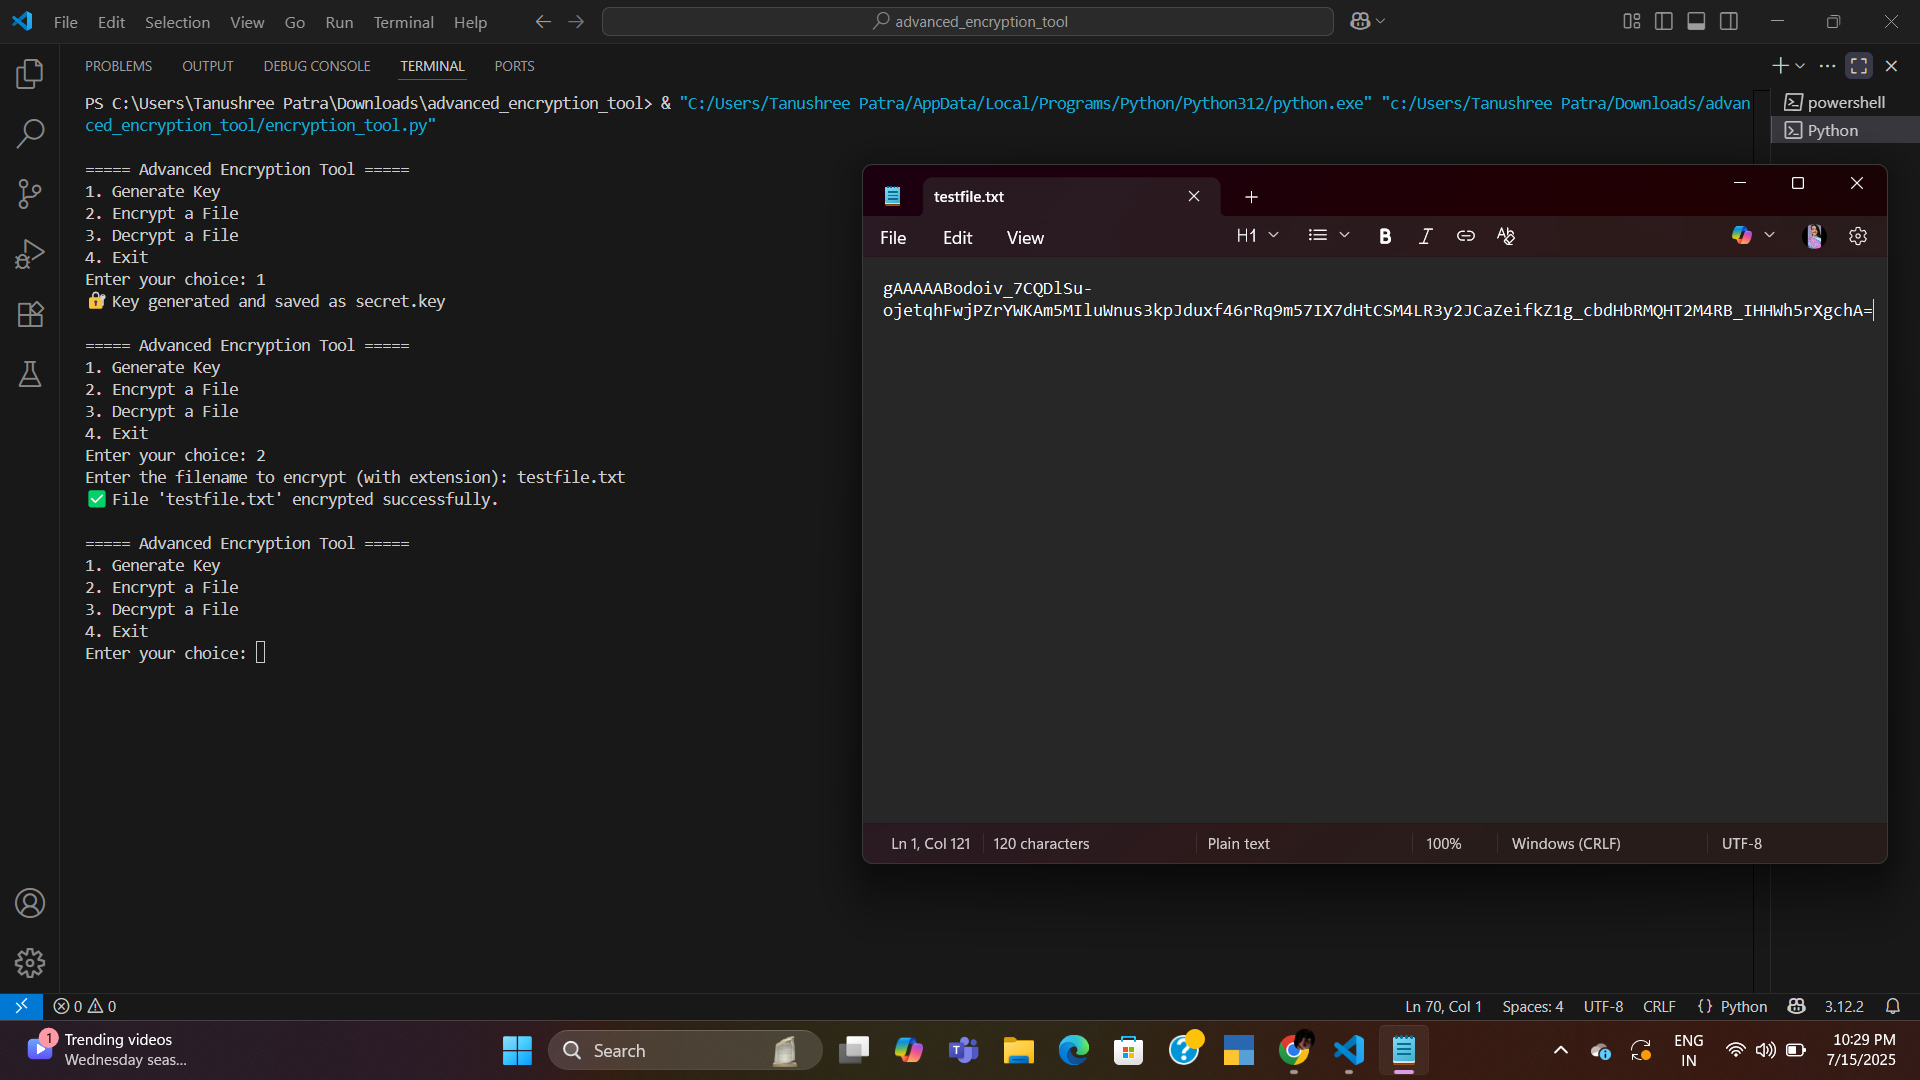 File Edit Selection View Go Run Terminal Help
advanced_encryption_tool
PROBLEMS OUTPUT DEBUG CONSOLE TERMINAL PORTS
PS C:\Users\Tanushree Patra\Downloads\advanced_encryption_tool> & "C:/Users/Tanushree Patra/AppData/Local/Programs/Python/Python312/python.exe" "c:/Users/Tanushree Patra/Downloads/advan
ced_encryption_tool/encryption_tool.py"
powershell
Python
===== Advanced Encryption Tool =====
1. Generate Key
2. Encrypt a File
3. Decrypt a File
4. Exit
Enter your choice: 1
🔐 Key generated and saved as secret.key
===== Advanced Encryption Tool =====
1. Generate Key
2. Encrypt a File
3. Decrypt a File
4. Exit
Enter your choice: 2
Enter the filename to encrypt (with extension): testfile.txt
✅ File 'testfile.txt' encrypted successfully.
===== Advanced Encryption Tool =====
1. Generate Key
2. Encrypt a File
3. Decrypt a File
4. Exit
Enter your choice:
testfile.txt
File Edit View
H1 B I
gAAAAABodoiv_7CQDlSu-
ojetqhFwjPZrYWKAm5MIluWnus3kpJduxf46rRq9m57IX7dHtCSM4LR3y2JCaZeifkZ1g_cbdHbRMQHT2M4RB_IHHWh5rXgchA=
Ln 1, Col 121 120 characters Plain text 100% Windows (CRLF) UTF-8
0 0 Ln 70, Col 1 Spaces: 4 UTF-8 CRLF {} Python 3.12.2
1
Trending videos
Wednesday seas...
Search
ENG
IN
10:29 PM
7/15/2025